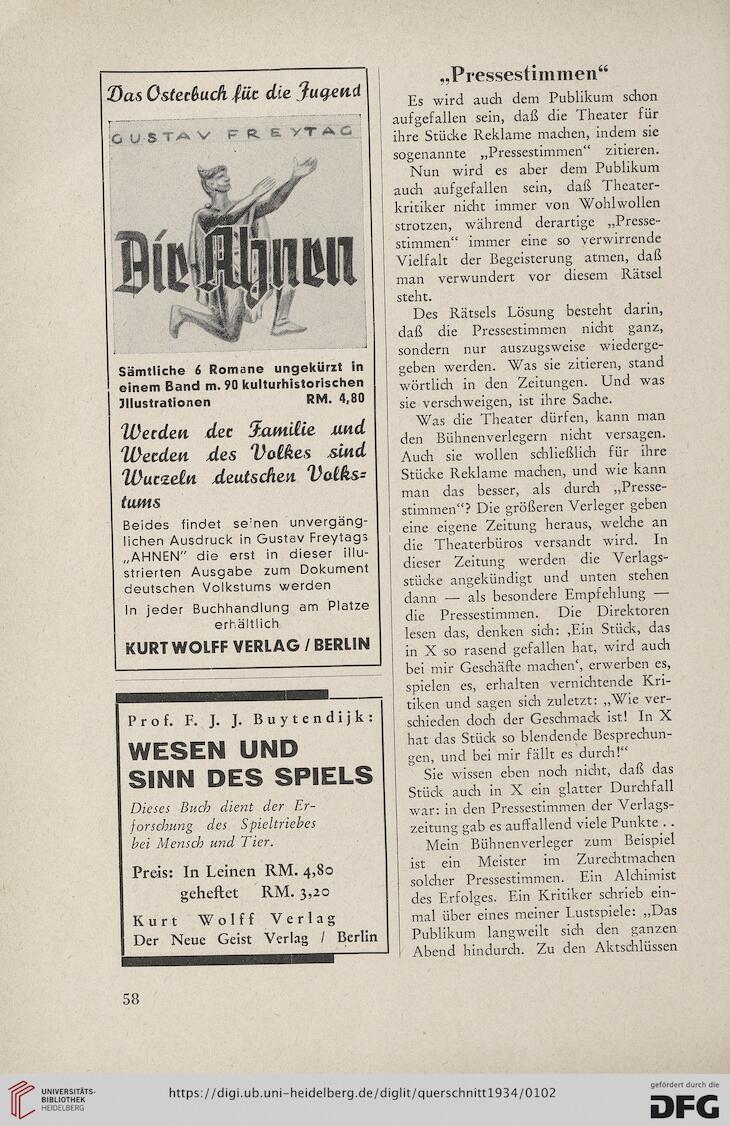 Das Osterbuch für die Jugend
GUSTAV FREYTAG
Die Ahnen
Sämtliche 6 Romane ungekürzt in
einem Band m. 90 kulturhistorischen
Jllustrationen RM. 4,80
Werden der Familie und
Werden des Volkes sind
Wurzeln deutschen Volks-
tums
Beides findet seinen unvergäng-
lichen Ausdruck in Gustav Freytags
„AHNEN" die erst in dieser illu-
strierten Ausgabe zum Dokument
deutschen Volkstums werden
In jeder Buchhandlung am Platze
erhältlich
KURT WOLFF VERLAG / BERLIN
Prof. F. J. J. Buytendijk:
WESEN UND
SINN DES SPIELS
Dieses Buch dient der Er-
forschung des Spieltriebes
bei Mensch und Tier.
Preis: In Leinen RM. 4,80
geheftet RM. 3,20
Kurt Wolff Verlag
Der Neue Geist Verlag / Berlin
„Pressestimmen“
Es wird auch dem Publikum schon
aufgefallen sein, daß die Theater für
ihre Stücke Reklame machen, indem sie
sogenannte „Pressestimmen“ zitieren.
Nun wird es aber dem Publikum
auch aufgefallen sein, daß Theater-
kritiker nicht immer von Wohlwollen
strotzen, während derartige „Presse-
stimmen“ immer eine so verwirrende
Vielfalt der Begeisterung atmen, daß
man verwundert vor diesem Rätsel
steht.
Des Rätsels Lösung besteht darin,
daß die Pressestimmen nicht ganz,
sondern nur auszugsweise wiederge-
geben werden. Was sie zitieren, stand
wörtlich in den Zeitungen. Und was
sie verschweigen, ist ihre Sache.
Was die Theater dürfen, kann man
den Bühnenverlegern nicht versagen.
Auch sie wollen schließlich für ihre
Stücke Reklame machen, und wie kann
man das besser, als durch „Presse-
stimmen“? Die größeren Verleger geben
eine eigene Zeitung heraus, welche an
die Theaterbüros versandt wird. In
dieser Zeitung werden die Verlags-
stücke angekündigt und unten stehen
dann — als besondere Empfehlung —
die Pressestimmen. Die Direktoren
lesen das, denken sich: ‚Ein Stück, das
in X so rasend gefallen hat, wird auch
bei mir Geschäfte machen‘, erwerben es,
spielen es, erhalten vernichtende Kri-
tiken und sagen sich zuletzt: „Wie ver-
schieden doch der Geschmack ist! In X
hat das Stück so blendende Besprechun-
gen, und bei mir fällt es durch!“
Sie wissen eben noch nicht, daß das
Stück auch in X ein glatter Durchfall
war: in den Pressestimmen der Verlags-
zeitung gab es auffallend viele Punkte . .
Mein Bühnenverleger zum Beispiel
ist ein Meister im Zurechtmachen
solcher Pressestimmen. Ein Alchimist
des Erfolges. Ein Kritiker schrieb ein-
mal über eines meiner Lustspiele: „Das
Publikum langweilt sich den ganzen
Abend hindurch. Zu den Aktschlüssen
58
UNIVERSITÄTS-
BIBLIOTHEK
HEIDELBERG
https://digi.ub.uni-heidelberg.de/diglit/querschnitt1934/0102
gefördert durch die
DFG